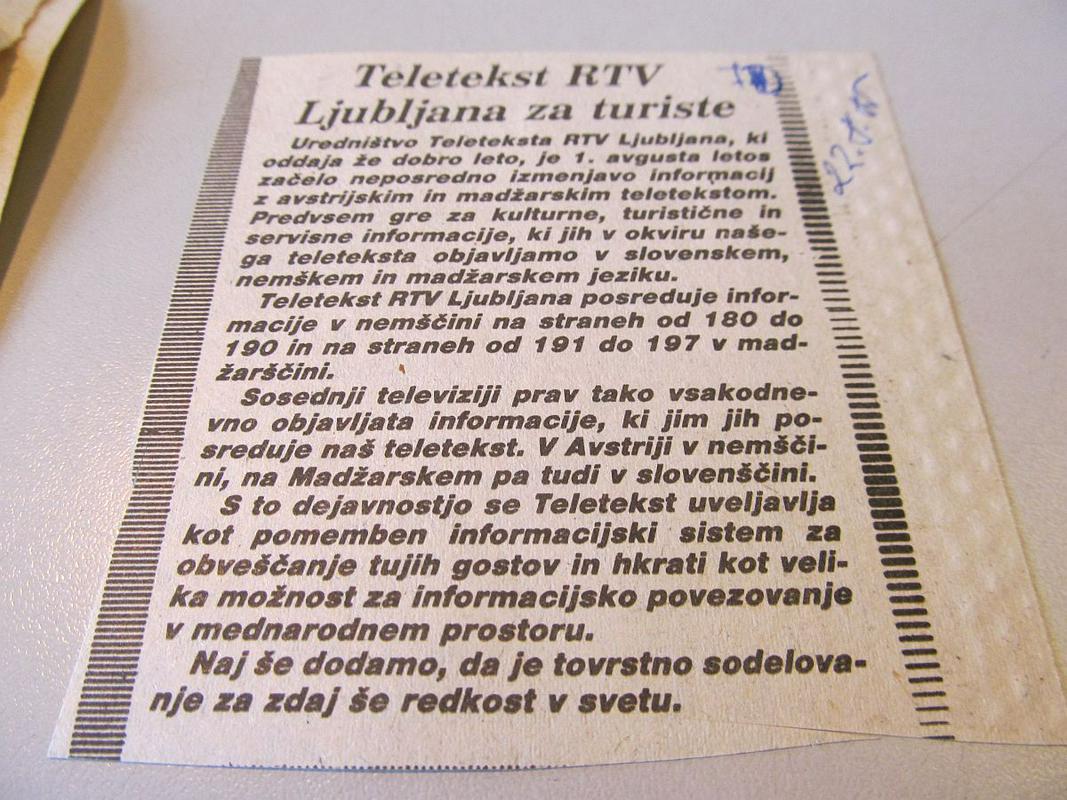 Teletekst RTV
Ljubljana za turiste
Uredništvo Teleteksta RTV Ljubljana, ki
oddaja že dobro leto, je 1. avgusta letos
začelo neposredno izmenjavo informacij
z avstrijskim in madžarskim teletekstom.
Predvsem gre za kulturne, turistične in
servisne informacije, ki jih v okviru naše-
ga teleteksta objavljamo v slovenskem,
nemškem in madžarskem jeziku.
Teletekst RTV Ljubljana posreduje infor-
macije v nemščini na straneh od 180 do
190 in na straneh od 191 do 197 v mad-
žarščini.
Sosednji televiziji prav tako vsakodne-
vno objavljata informacije, ki jim jih po-
sreduje naš teletekst. V Avstriji v nemšči-
ni, na Madžarskem pa tudi v slovenščini.
S to dejavnostjo se Teletekst uveljavlja
kot pomemben informacijski sistem za
obveščanje tujih gostov in hkrati kot veli-
ka možnost za informacijsko povezovanje
v mednarodnem prostoru.
Naj še dodamo, da je tovrstno sodelova-
nje za zdaj še redkost v svetu.